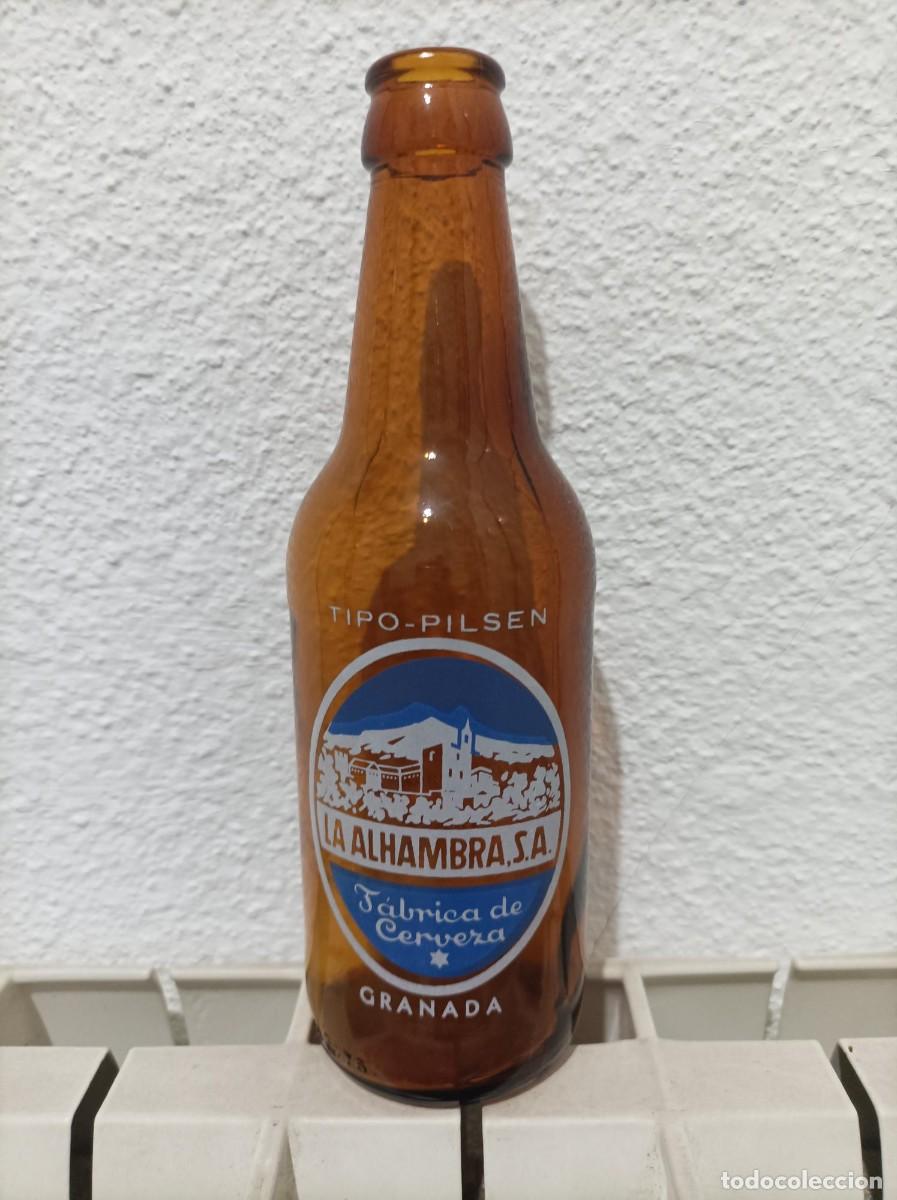 TIPO-PILSEN
LA ALHAMBRA, S.A.
Fábrica de
Cerveza
GRANADA
todocoleccion